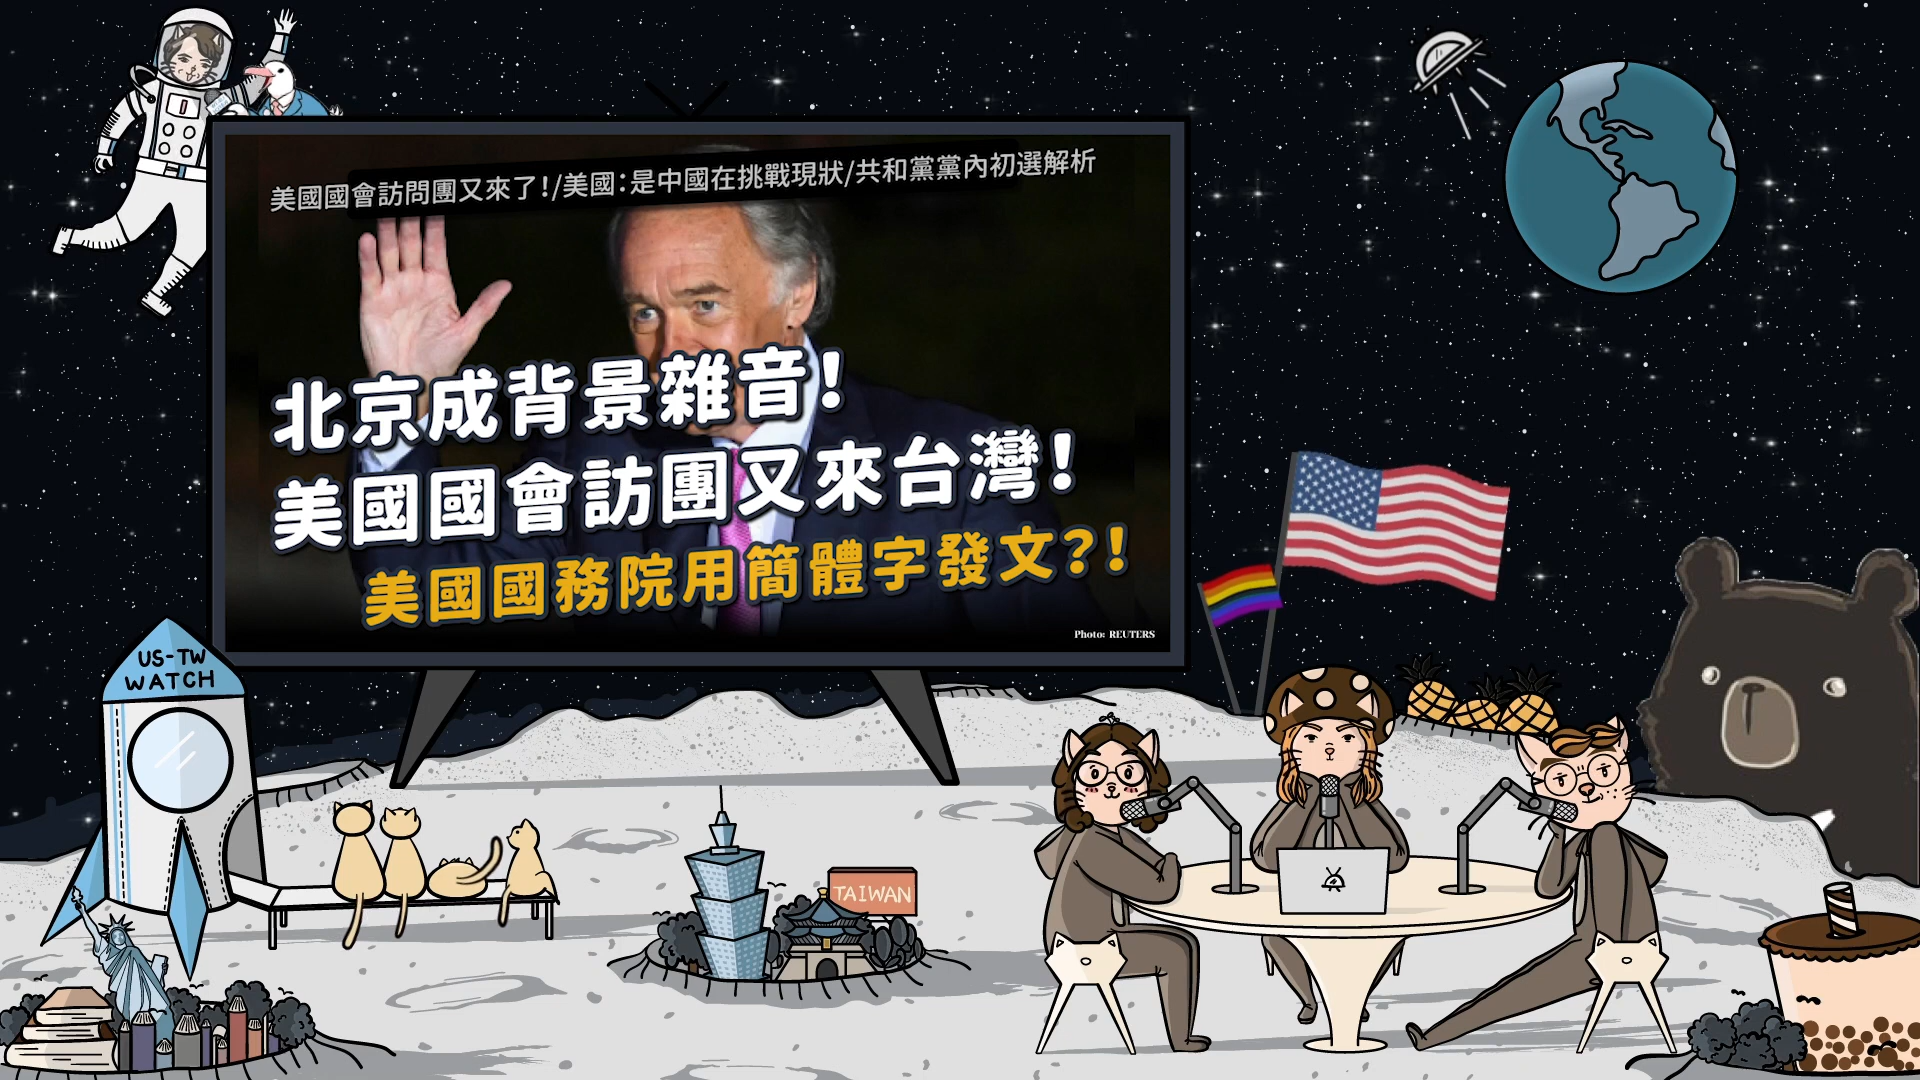 美國國會訪問團又來了!/美國:是中國在挑戰現狀/共和黨黨內初選解析
北京成背景雜音!
美國國會訪團又來台灣!
美國國務院用簡體字發文?!
Photo: REUTERS
US-TW
WATCH
TAIWAN